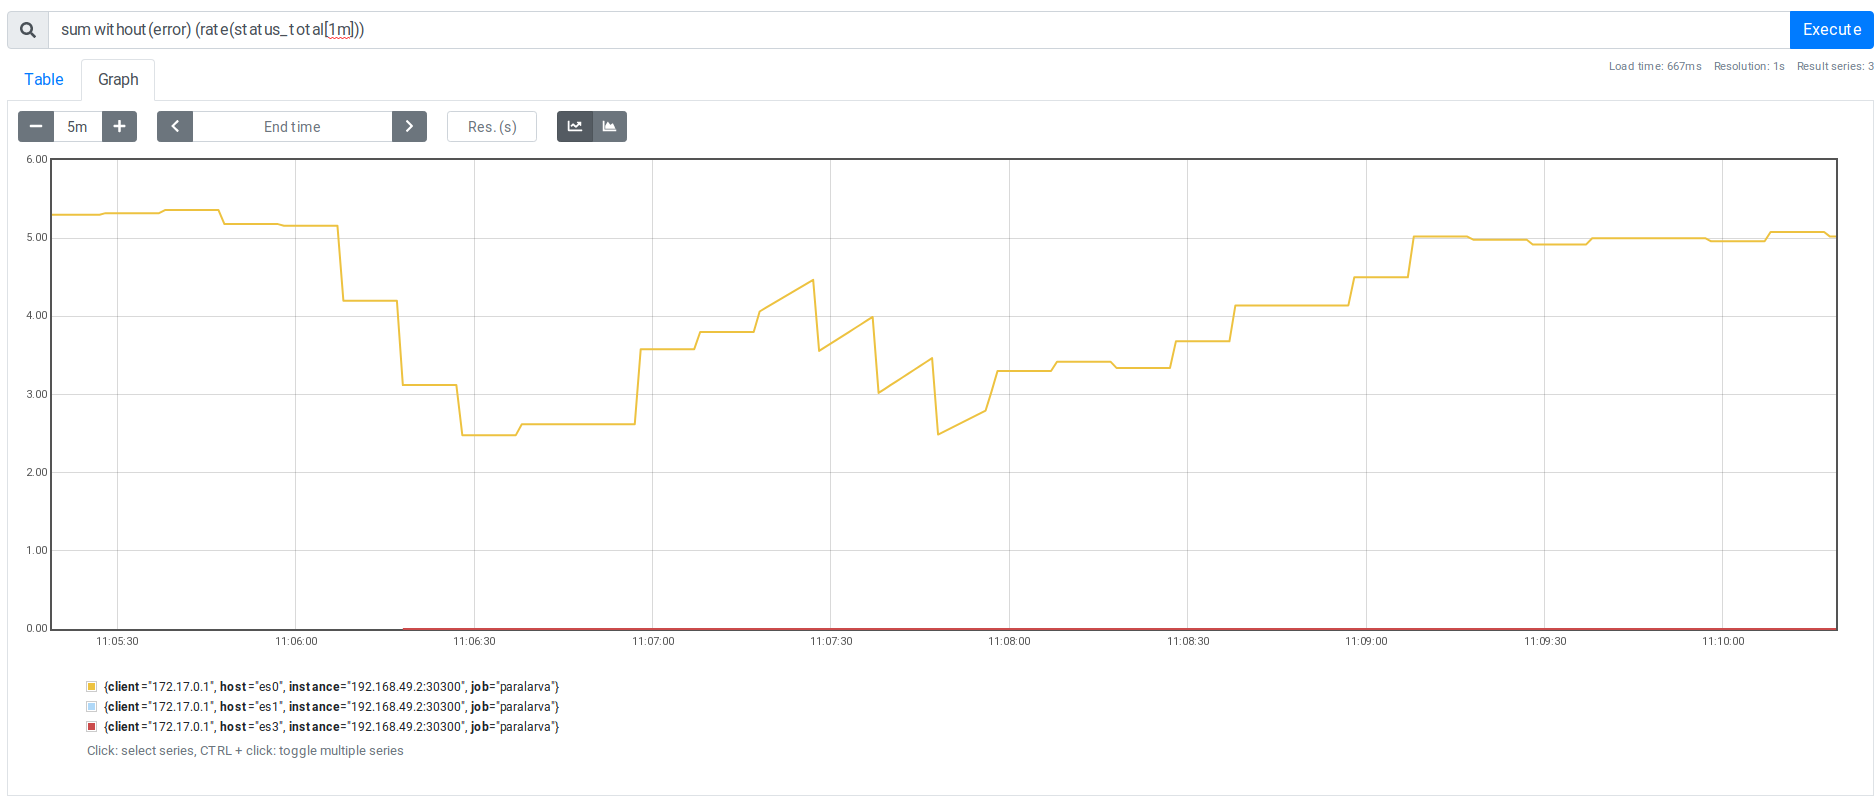 sum without(error) (rate(status_total[1m]))
Execute
Load time: 667ms Resolution: 1s Result series: 3
Table
Graph
5m
End time
Res. (s)
6.00
5.00
4.00
3.00
2.00
1.00
0.00
11:05:30 11:06:00 11:06:30 11:07:00 11:07:30 11:08:00 11:08:30 11:09:00 11:09:30 11:10:00
{client="172.17.0.1", host="es0", instance="192.168.49.2:30300", job="paralarva"}
{client="172.17.0.1", host="es1", instance="192.168.49.2:30300", job="paralarva"}
{client="172.17.0.1", host="es3", instance="192.168.49.2:30300", job="paralarva"}
Click: select series, CTRL + click: toggle multiple series